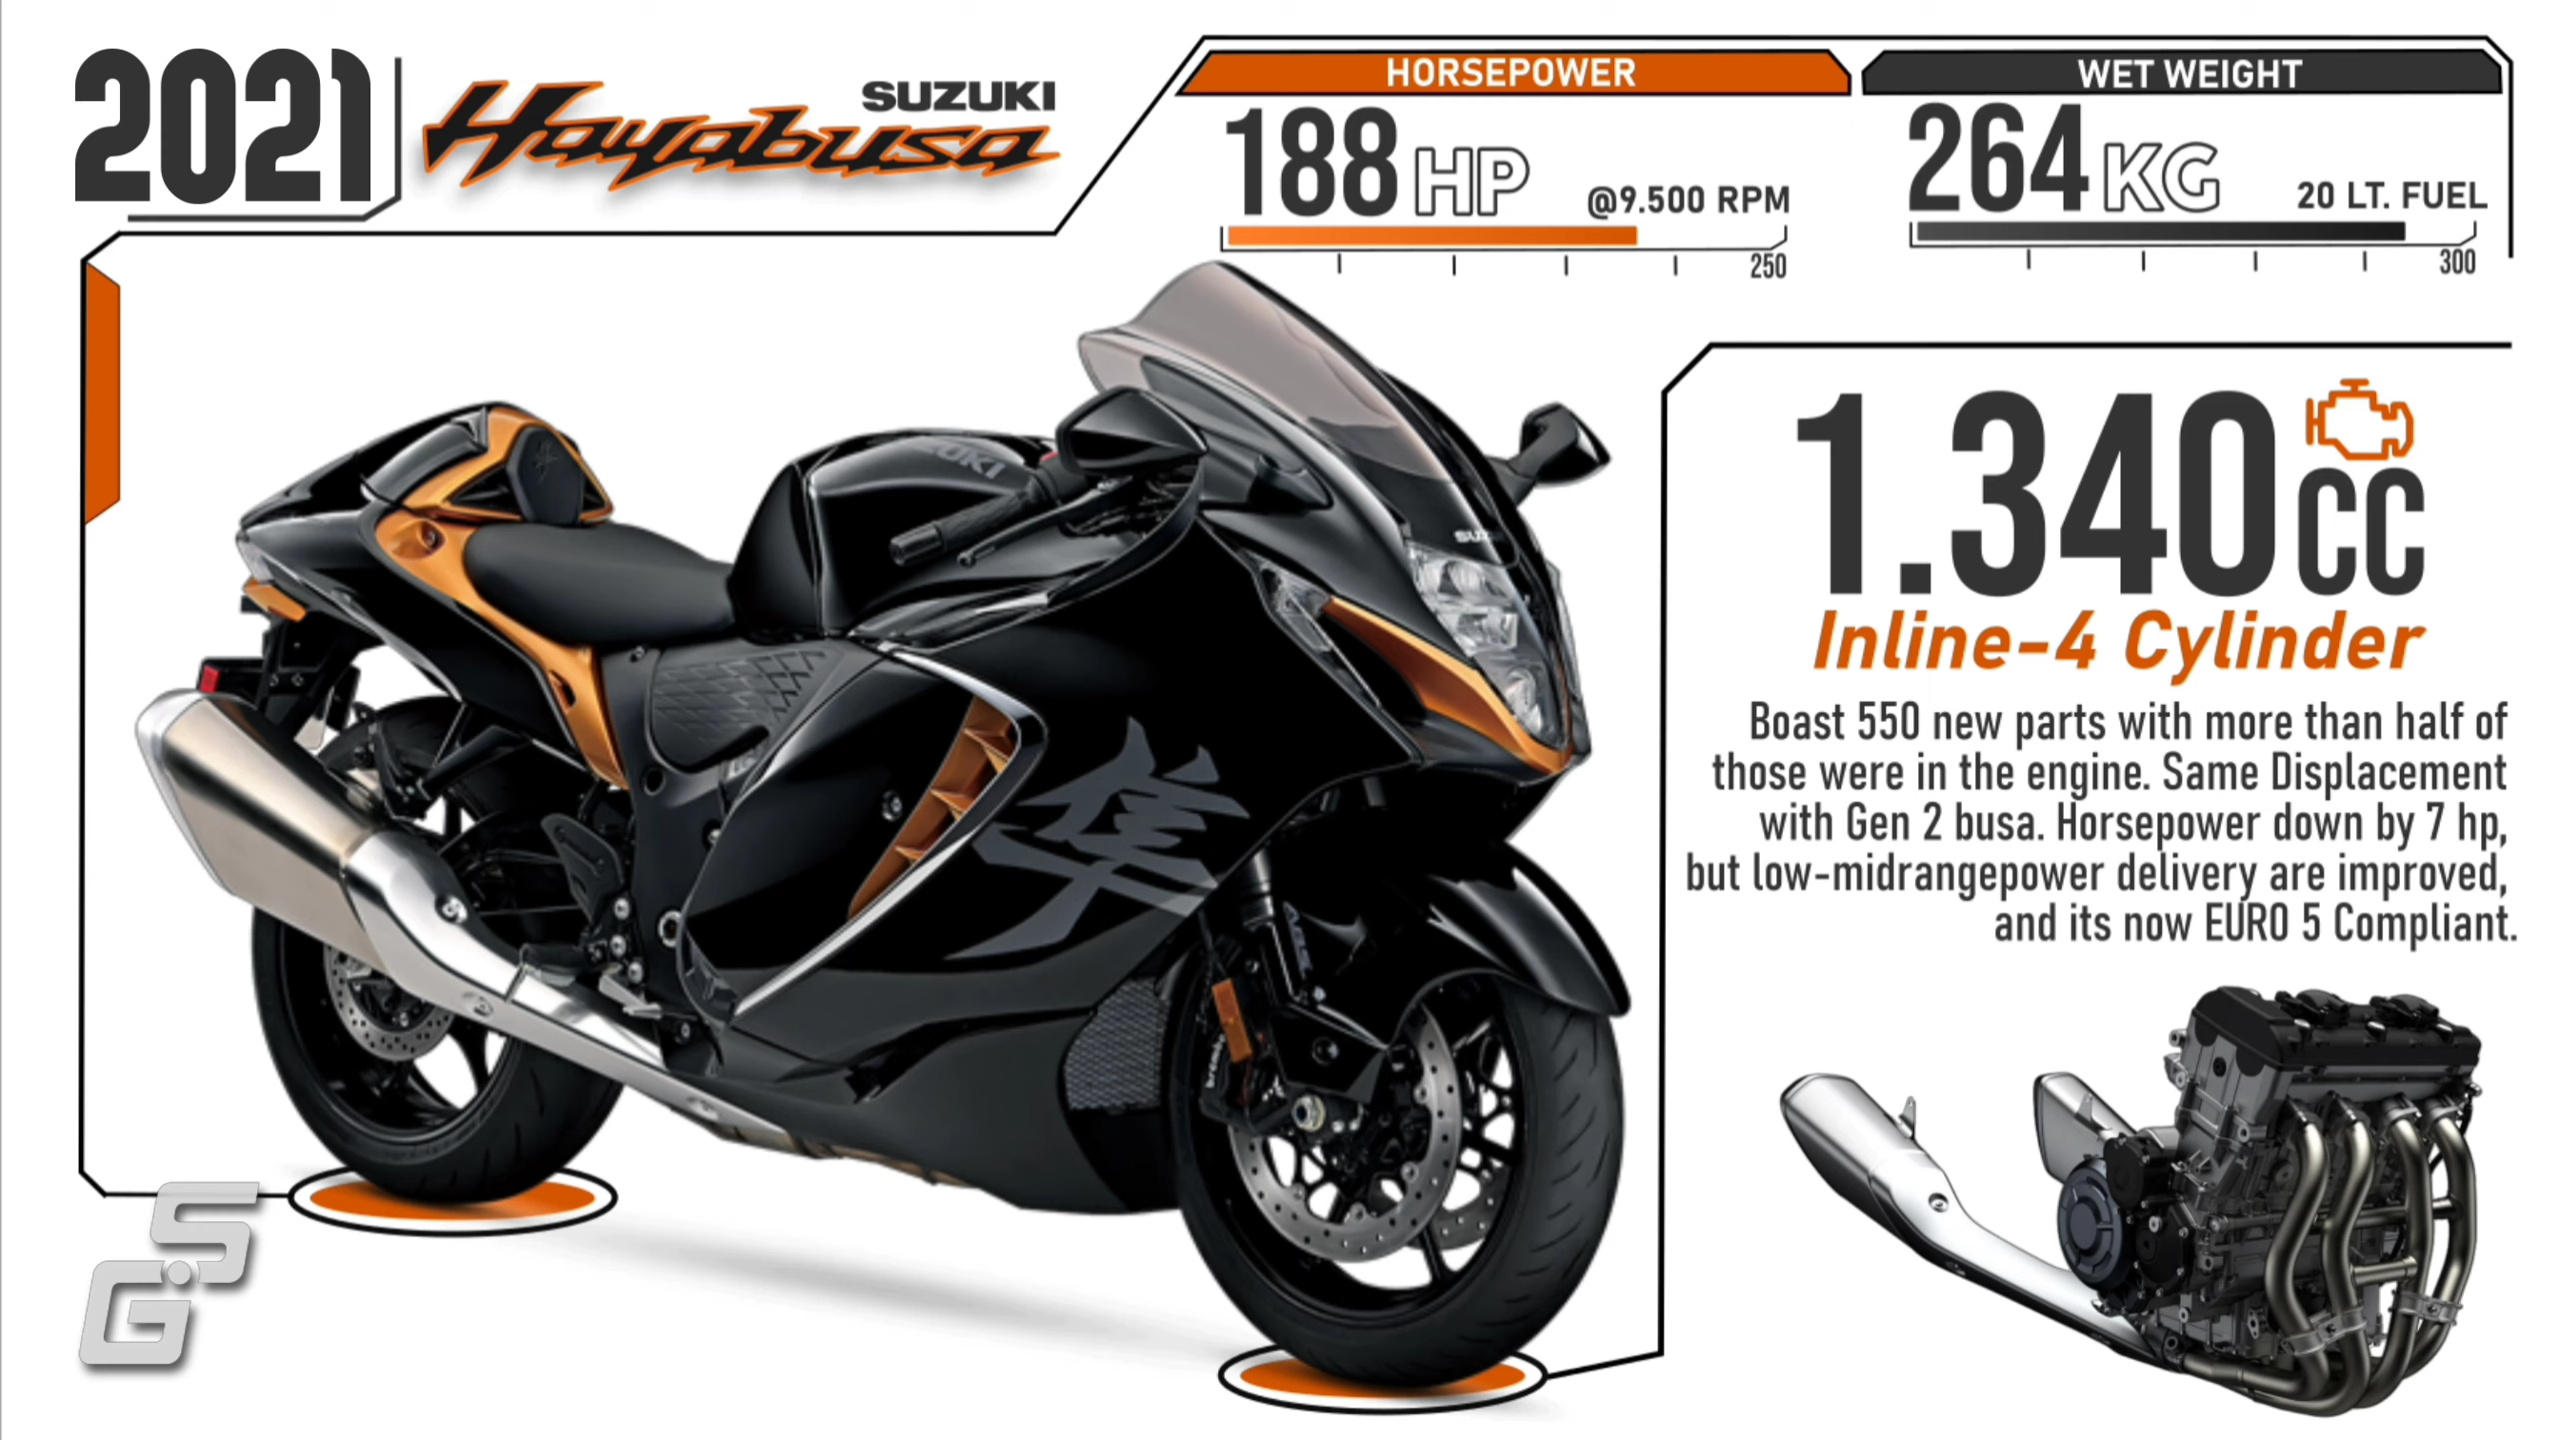 2021
SUZUKI
Hayabusa
HORSEPOWER
188 HP
@9.500 RPM
250
WET WEIGHT
264 KG
20 LT. FUEL
300
1.340 CC
Inline-4 Cylinder
Boast 550 new parts with more than half of
those were in the engine. Same Displacement
with Gen 2 busa. Horsepower down by 7 hp,
but low-midrangepower delivery are improved,
and its now EURO 5 Compliant.
隼
brembo
GS